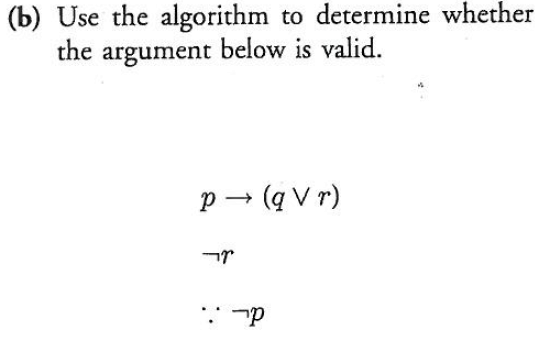 (b) Use the algorithm to determine whether
the argument below is valid.
p → (q ∨ r)
¬r
∵ ¬p